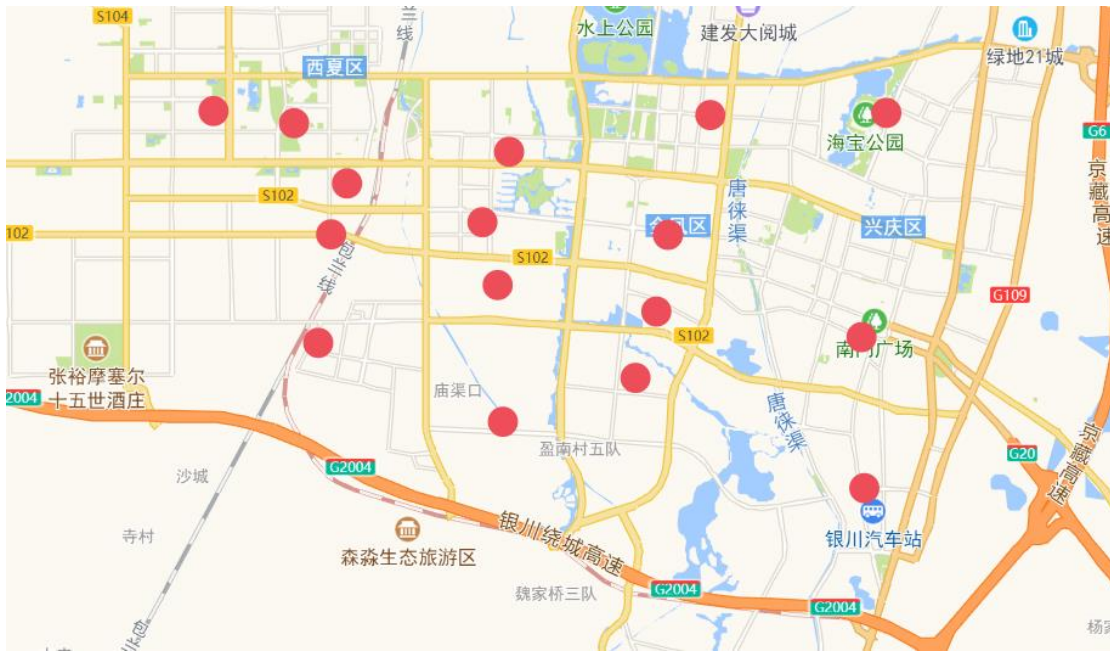 S104
包兰线
水上公园
建发大阅城
绿地21城
西夏区
G6
京藏高速
海宝公园
S102
唐徕渠
兴庆区
102
S102
包兰线
G109
S102
南门广场
张裕摩塞尔
十五世酒庄
2004
庙渠口
唐徕渠
盈南村五队
G2004
沙城
G20
京藏高速
寺村
森淼生态旅游区
银川绕城高速
银川汽车站
魏家桥三队
G2004
G2004
包兰